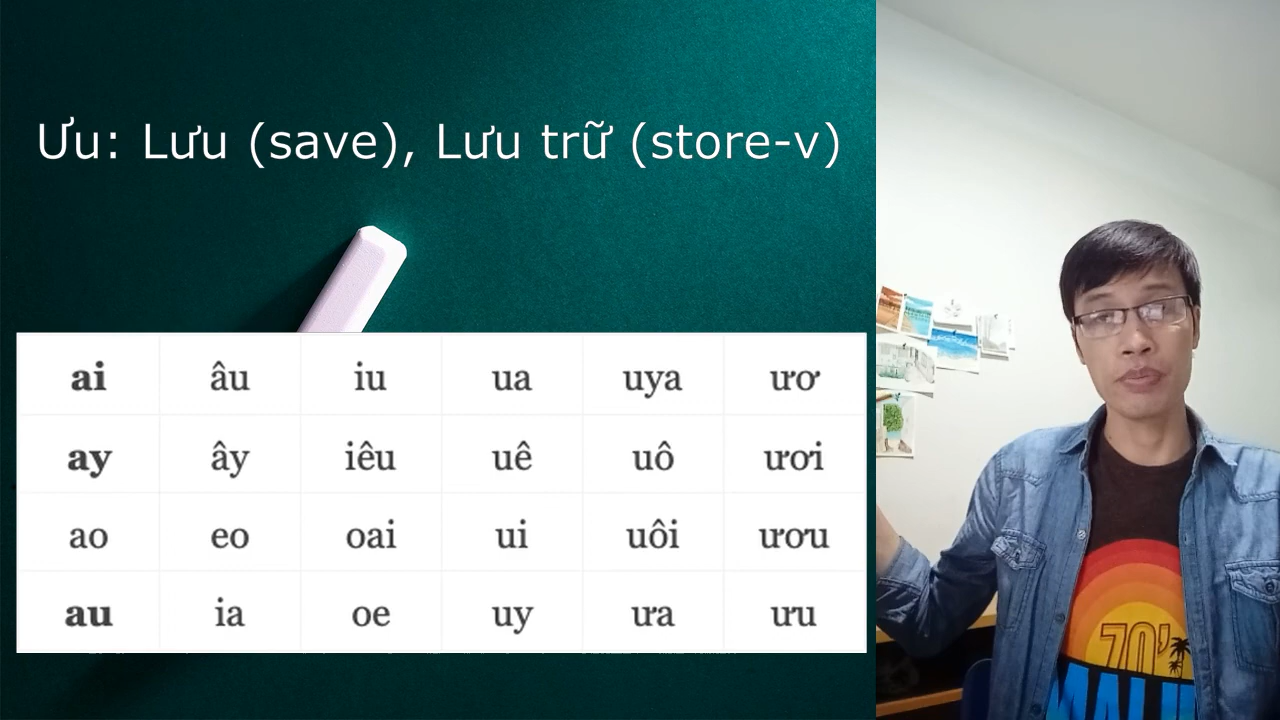 Ưu: Lưu (save), Lưu trữ (store-v)
ai âu iu ua uya ươ
ay ây iêu uê uô ươi
ao eo oai ui uôi ươu
au ia oe uy ưa ưu
70'